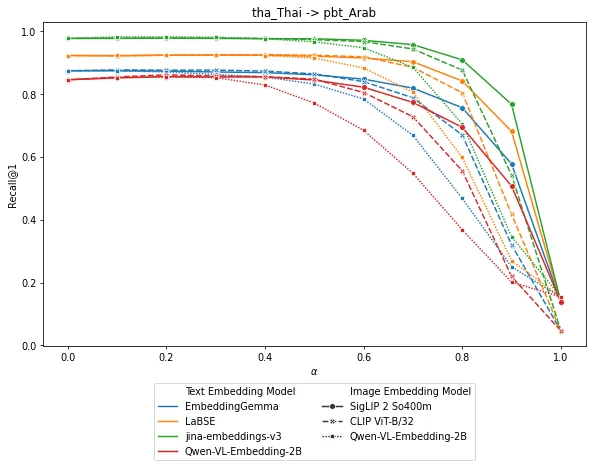 tha_Thai -> pbt_Arab
Recall@1
1.0
0.8
0.6
0.4
0.2
0.0
0.0 0.2 0.4 0.6 0.8 1.0
α
Text Embedding Model
EmbeddingGemma
LaBSE
jina-embeddings-v3
Qwen-VL-Embedding-2B
Image Embedding Model
SigLIP 2 So400m
CLIP ViT-B/32
Qwen-VL-Embedding-2B